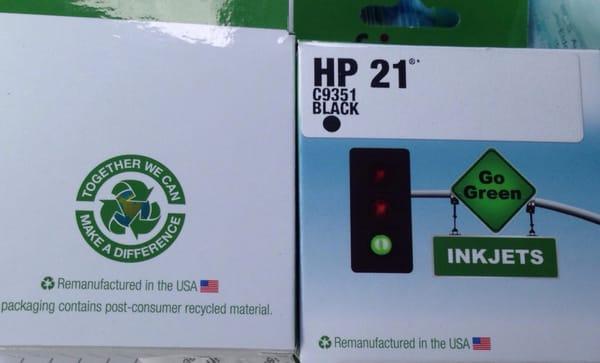 TOGETHER WE CAN
MAKE A DIFFERENCE
Remanufactured in the USA
packaging contains post-consumer recycled material.
HP 21®*
C9351
BLACK
Go
Green
INKJETS
Remanufactured in the USA